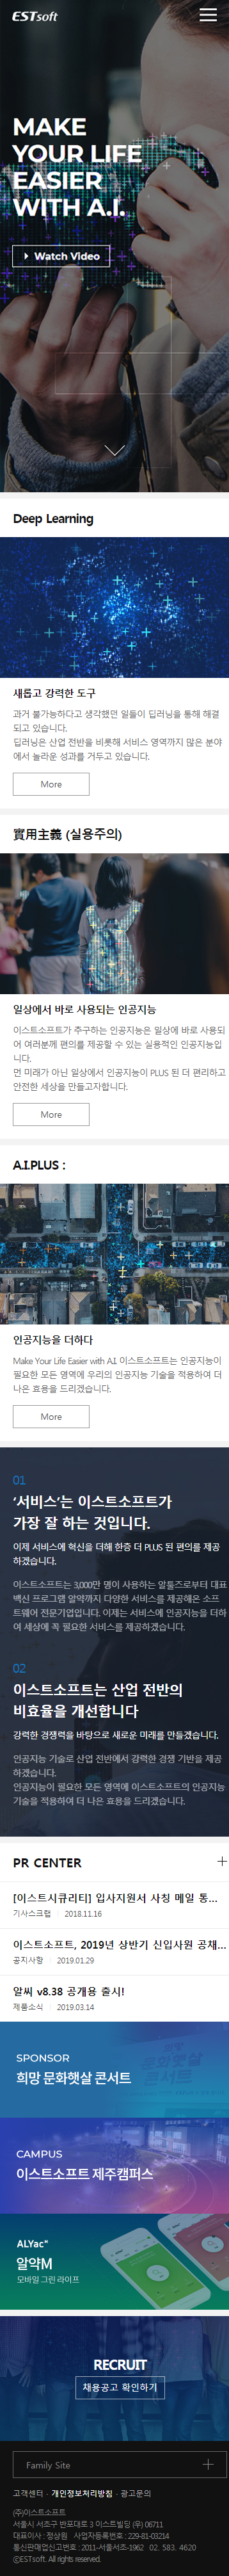 ESTsoft
MAKE
YOUR LIFE
EASIER
WITH A.I.
Watch Video
Deep Learning
새롭고 강력한 도구
과거 불가능하다고 생각했던 일들이 딥러닝을 통해 해결
되고 있습니다.
딥러닝은 산업 전반을 비롯해 서비스 영역까지 많은 분야
에서 놀라운 성과를 거두고 있습니다.
More
實用主義 (실용주의)
일상에서 바로 사용되는 인공지능
이스트소프트가 추구하는 인공지능은 일상에 바로 사용되
어 여러분께 편의를 제공할 수 있는 실용적인 인공지능입
니다.
먼 미래가 아닌 일상에서 인공지능이 PLUS 된 더 편리하고
안전한 세상을 만들고자합니다.
More
A.I.PLUS :
인공지능을 더하다
Make Your Life Easier with A.I. 이스트소프트는 인공지능이
필요한 모든 영역에 우리의 인공지능 기술을 적용하여 더
나은 효용을 드리겠습니다.
More
01
‘서비스’는 이스트소프트가
가장 잘 하는 것입니다.
이제 서비스에 혁신을 더해 한층 더 PLUS 된 편의를 제공
하겠습니다.
이스트소프트는 3,000만 명이 사용하는 알툴즈로부터 대표
백신 프로그램 알약까지 다양한 서비스를 제공해온 소프
트웨어 전문기업입니다. 이제는 서비스에 인공지능을 더하
여 세상에 꼭 필요한 서비스를 제공하겠습니다.
02
이스트소프트는 산업 전반의
비효율을 개선합니다
강력한 경쟁력을 바탕으로 새로운 미래를 만들겠습니다.
인공지능 기술로 산업 전반에서 강력한 경쟁 기반을 제공
하겠습니다.
인공지능이 필요한 모든 영역에 이스트소프트의 인공지능
기술을 적용하여 더 나은 효용을 드리겠습니다.
PR CENTER
[이스트시큐리티] 입사지원서 사칭 메일 통...
기사스크랩 2018.11.16
이스트소프트, 2019년 상반기 신입사원 공채...
공지사항 2019.01.29
알씨 v8.38 공개용 출시!
제품소식 2019.03.14
SPONSOR
희망 문화햇살 콘서트
CAMPUS
이스트소프트 제주캠퍼스
ALYac"
알약M
모바일 그린 라이프
RECRUIT
채용공고 확인하기
Family Site
고객센터 · 개인정보처리방침 · 광고문의
(주)이스트소프트
서울시 서초구 반포대로 3 이스트빌딩 (우) 06711
대표이사 : 정상원 사업자등록번호 : 229-81-03214
통신판매업신고번호 : 2011-서울서초-1962 02. 583. 4620
ⓒESTsoft. All rights reserved.